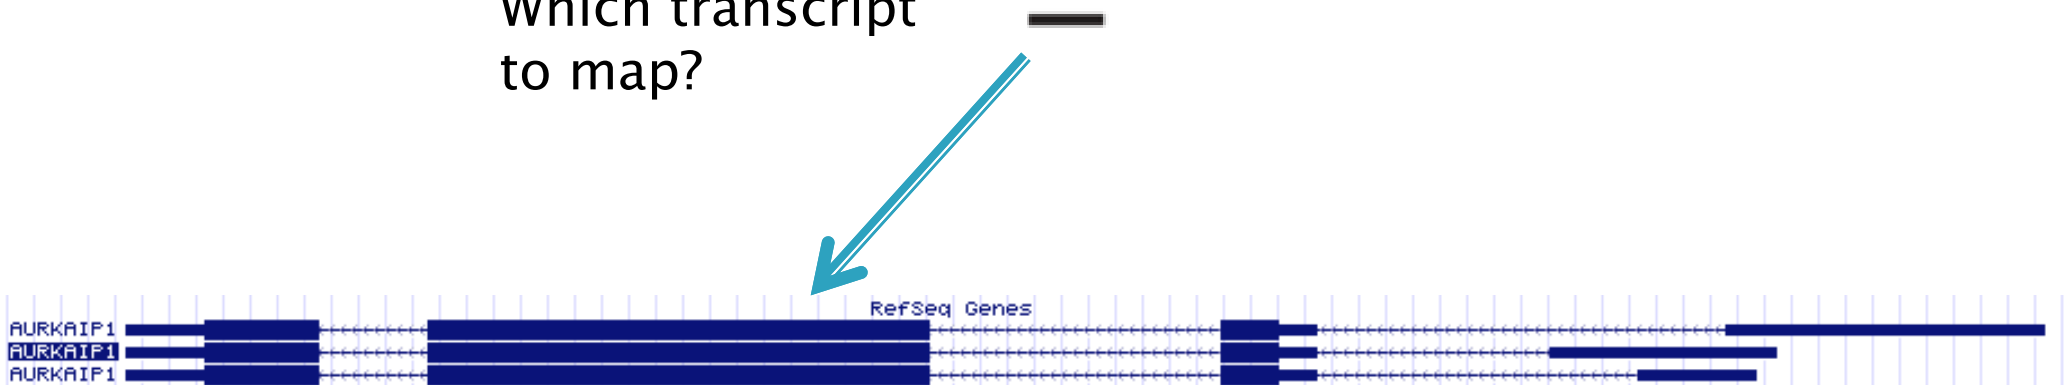 Which transcript
to map?
RefSeq Genes
AURKAIP1
AURKAIP1
AURKAIP1